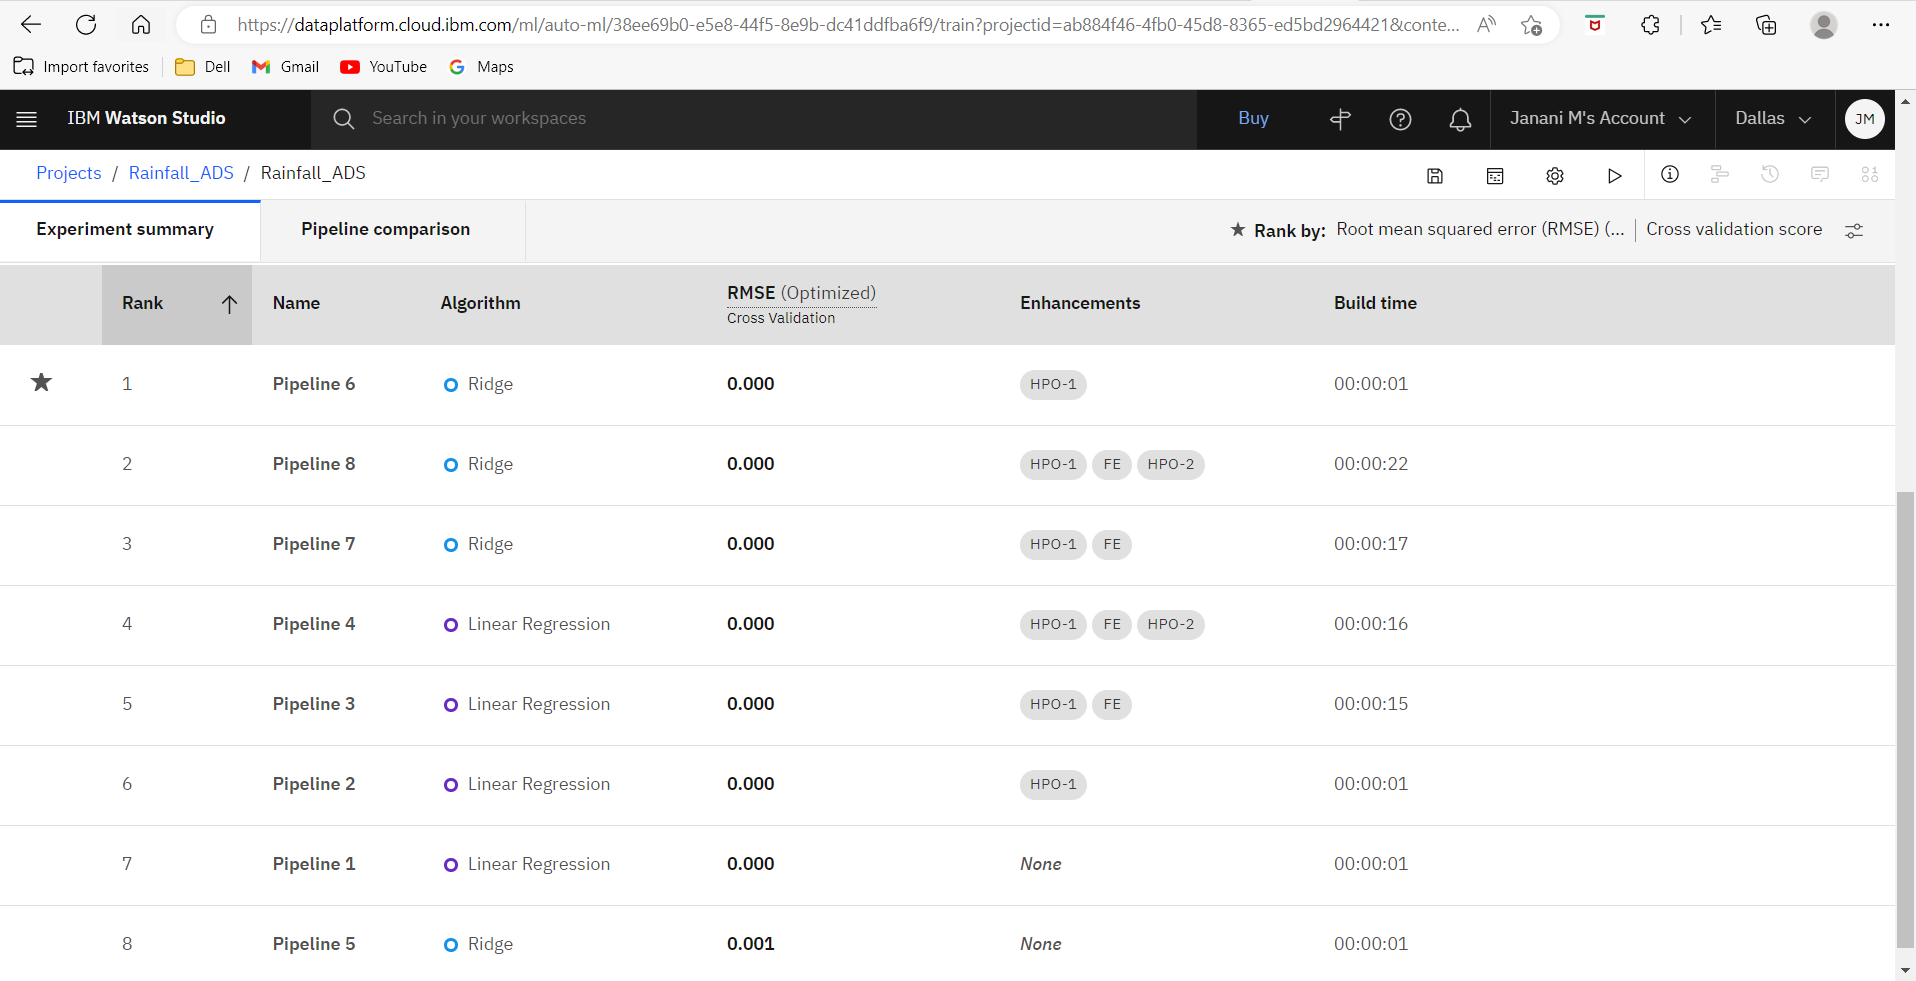 https://dataplatform.cloud.ibm.com/ml/auto-ml/38ee69b0-e5e8-44f5-8e9b-dc41ddfba6f9/train?projectid=ab884f46-4fb0-45d8-8365-ed5bd2964421&conte...
Import favorites Dell Gmail YouTube Maps
IBM Watson Studio Search in your workspaces Buy Janani M's Account Dallas JM
Projects / Rainfall_ADS / Rainfall_ADS
Experiment summary Pipeline comparison Rank by: Root mean squared error (RMSE) (... Cross validation score
Rank Name Algorithm RMSE (Optimized) Enhancements Build time
Cross Validation
1 Pipeline 6 Ridge 0.000 HPO-1 00:00:01
2 Pipeline 8 Ridge 0.000 HPO-1 FE HPO-2 00:00:22
3 Pipeline 7 Ridge 0.000 HPO-1 FE 00:00:17
4 Pipeline 4 Linear Regression 0.000 HPO-1 FE HPO-2 00:00:16
5 Pipeline 3 Linear Regression 0.000 HPO-1 FE 00:00:15
6 Pipeline 2 Linear Regression 0.000 HPO-1 00:00:01
7 Pipeline 1 Linear Regression 0.000 None 00:00:01
8 Pipeline 5 Ridge 0.001 None 00:00:01